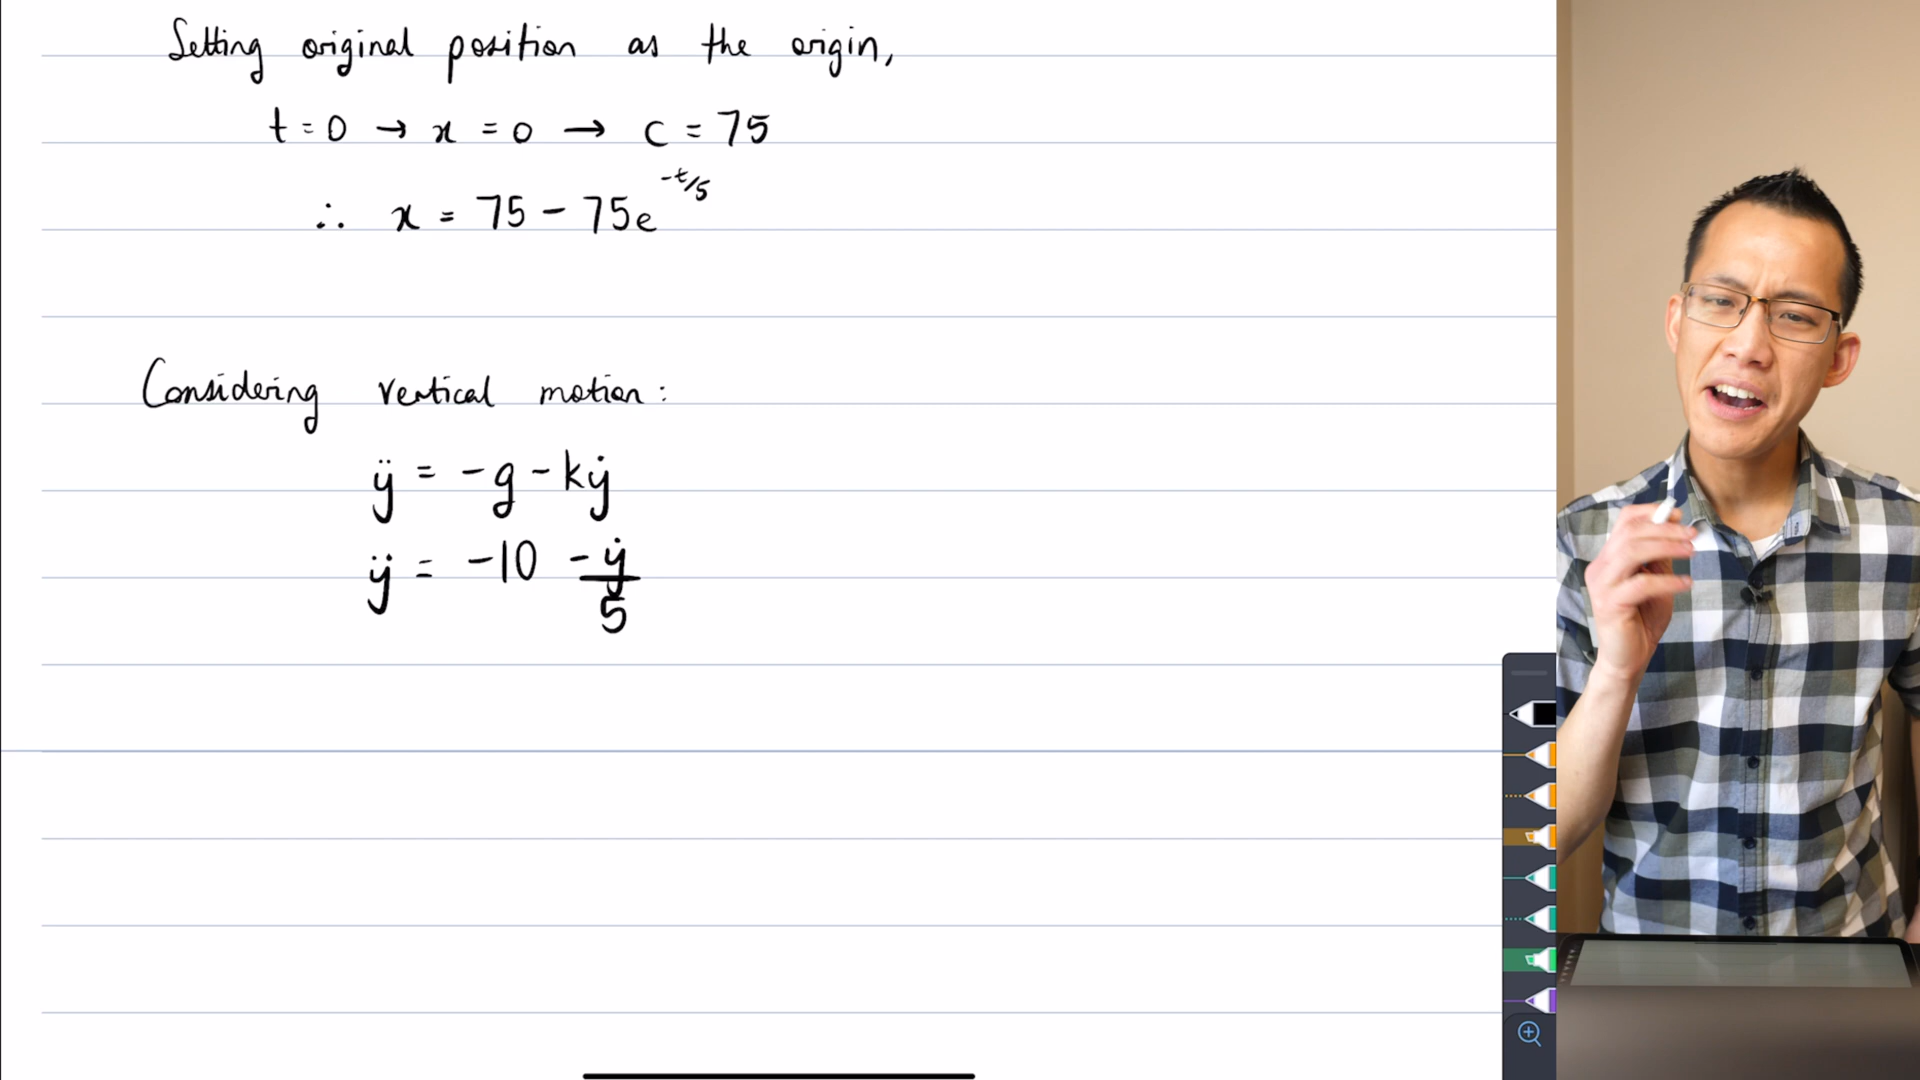 Setting original position as the origin,
t = 0 → x = 0 → c = 75
∴ x = 75 - 75e^{-t/5}
Considering vertical motion:
ÿ = -g - kẏ
ÿ = -10 - ẏ/5